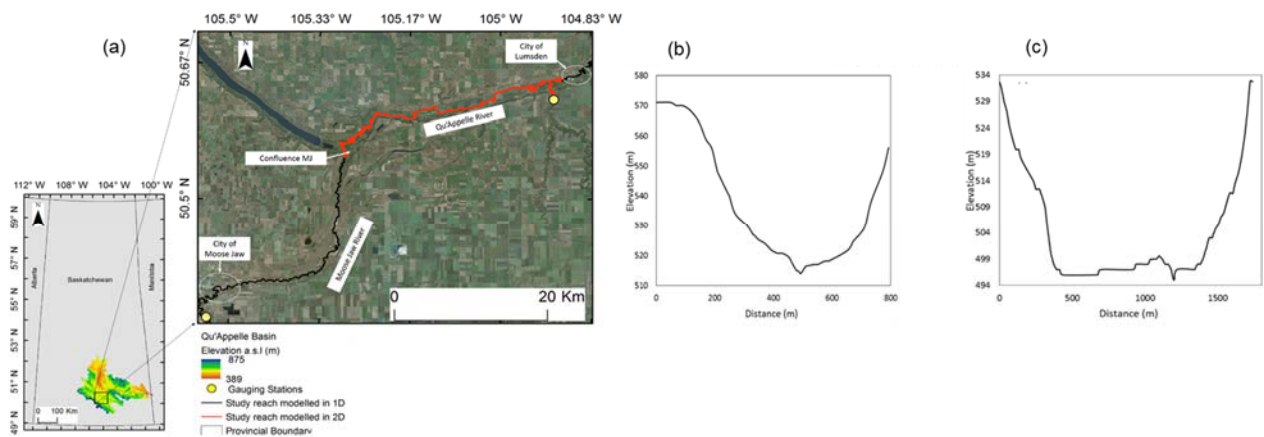 (a)
105.5° W 105.33° W 105.17° W 105° W 104.83° W
50.67° N
50.5° N
N
City of
Lumsden
Qu'Appelle River
Confluence MJ
Moose Jaw River
City of
Moose Jaw
0 20 Km
112° W 108° W 104° W 100° W
59° N
57° N
55° N
53° N
51° N
49° N
N
Alberta
Saskatchewan
Manitoba
0 100 Km
Qu'Appelle Basin
Elevation a.s.l (m)
875
389
Gauging Stations
Study reach modelled in 1D
Study reach modelled in 2D
Provincial Boundary
(b)
580
570
560
550
540
530
520
510
Elevation (m)
0 200 400 600 800
Distance (m)
(c)
534
529
524
519
514
509
504
499
494
Elevation (m)
0 500 1000 1500
Distance (m)